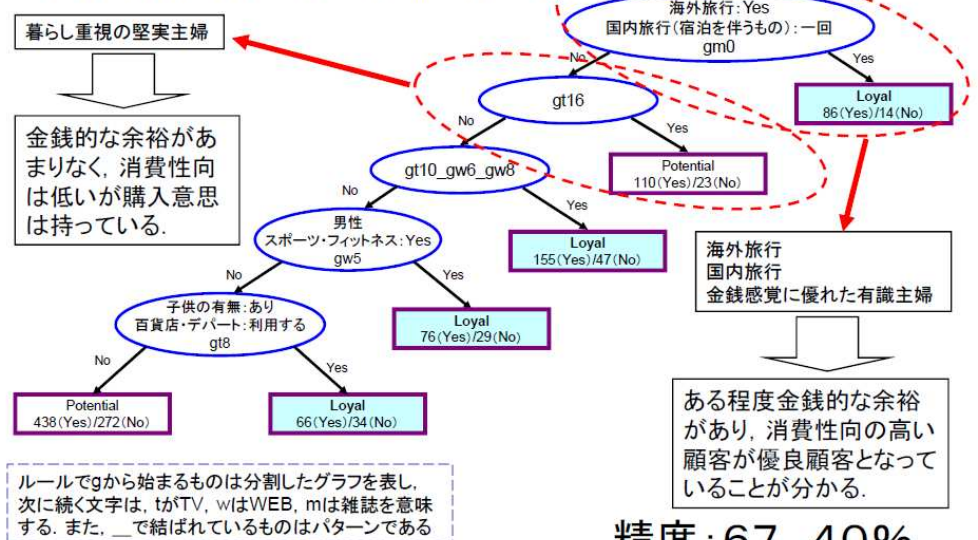 海外旅行:Yes
国内旅行(宿泊を伴うもの):一回
gm0
暮らし重視の堅実主婦
No
Yes
gt16
Loyal
86(Yes)/14(No)
No
Yes
金銭的な余裕があ
まりなく,消費性向
は低いが購入意思
は持っている.
gt10_gw6_gw8
Potential
110(Yes)/23(No)
No
Yes
男性
スポーツ・フィットネス:Yes
gw5
Loyal
155(Yes)/47(No)
海外旅行
国内旅行
金銭感覚に優れた有識主婦
No
Yes
子供の有無:あり
百貨店・デパート:利用する
gt8
Loyal
76(Yes)/29(No)
No
Yes
Potential
438(Yes)/272(No)
Loyal
66(Yes)/34(No)
ある程度金銭的な余裕
があり,消費性向の高い
顧客が優良顧客となって
いることが分かる.
ルールでgから始まるものは分割したグラフを表し,
次に続く文字は,tがTV,wはWEB,mは雑誌を意味
する.また,__で結ばれているものはパターンである
精度:67.40%